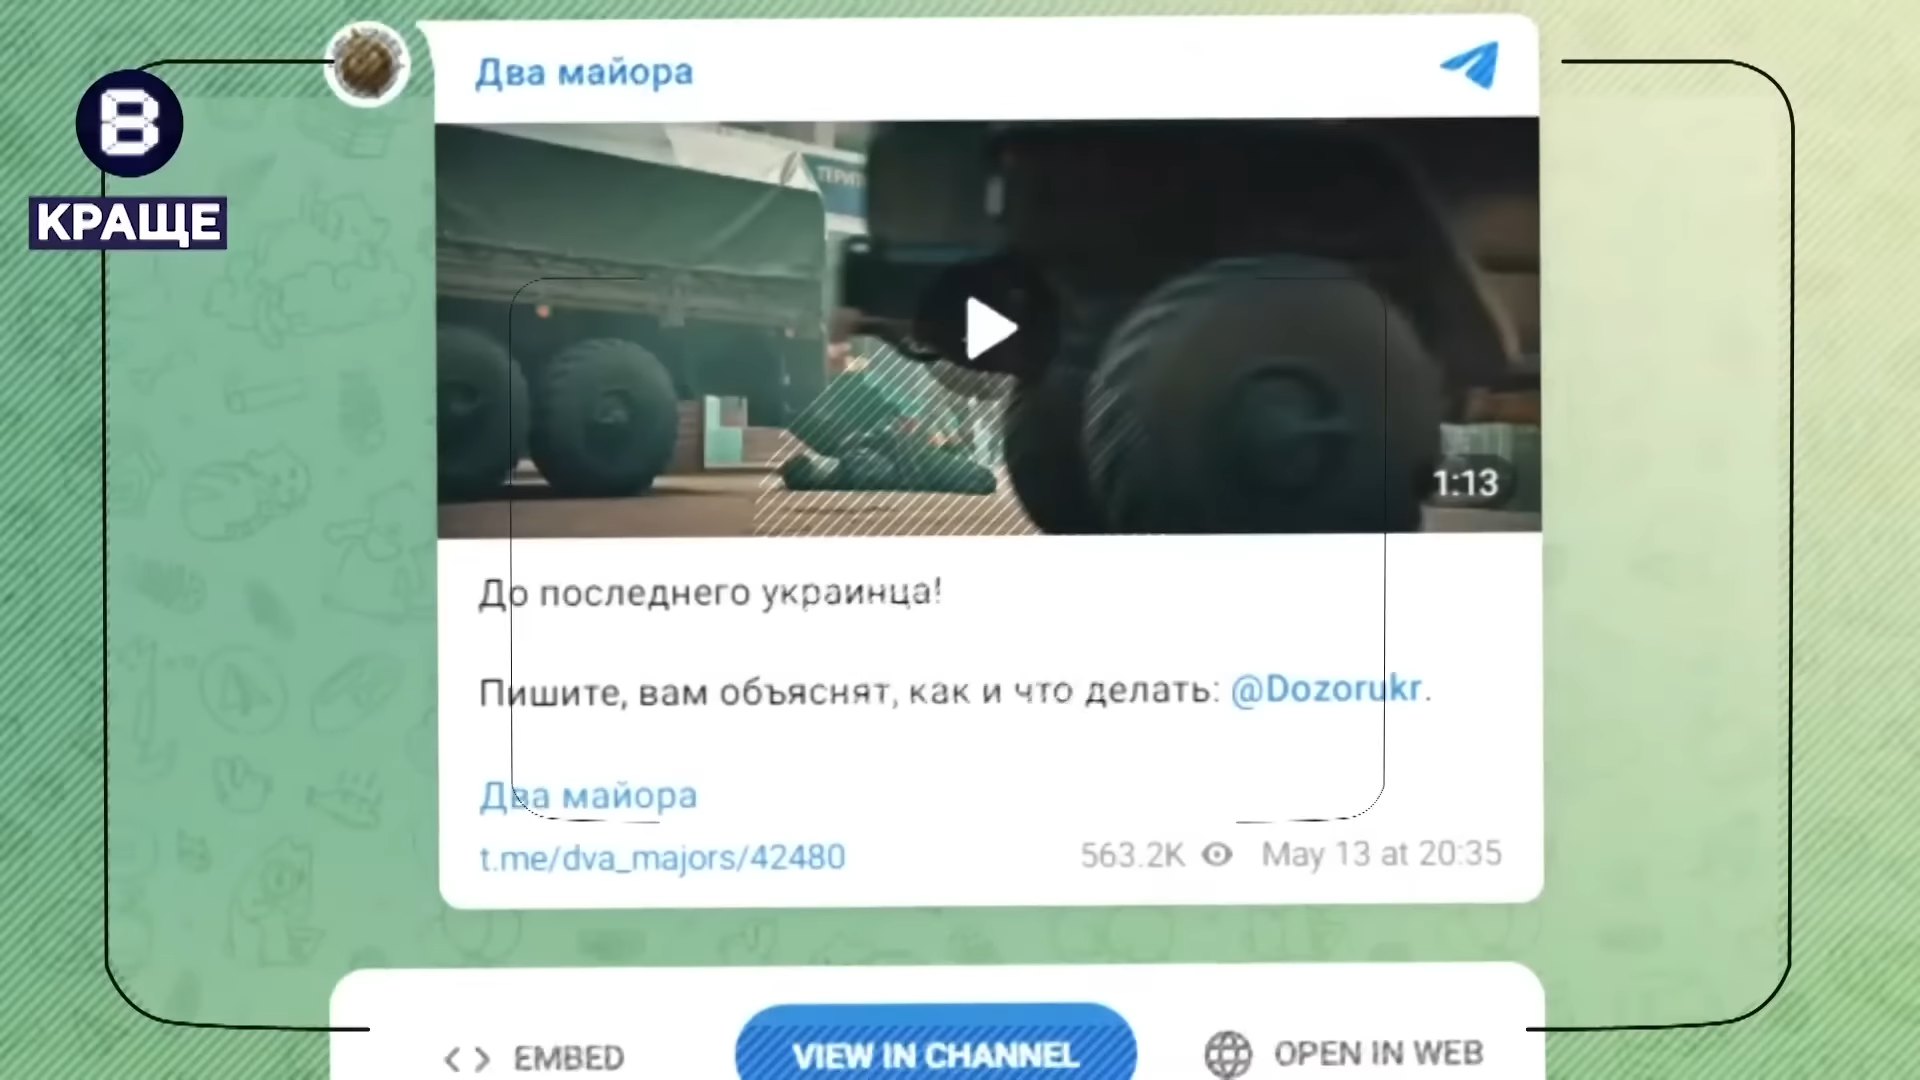 Два майора
B
КРАЩЕ
1:13
До последнего украинца!
Пишите, вам объяснят, как и что делать: @Dozorukr.
Два майора
t.me/dva_majors/42480
563.2K May 13 at 20:35
<> EMBED
VIEW IN CHANNEL
OPEN IN WEB